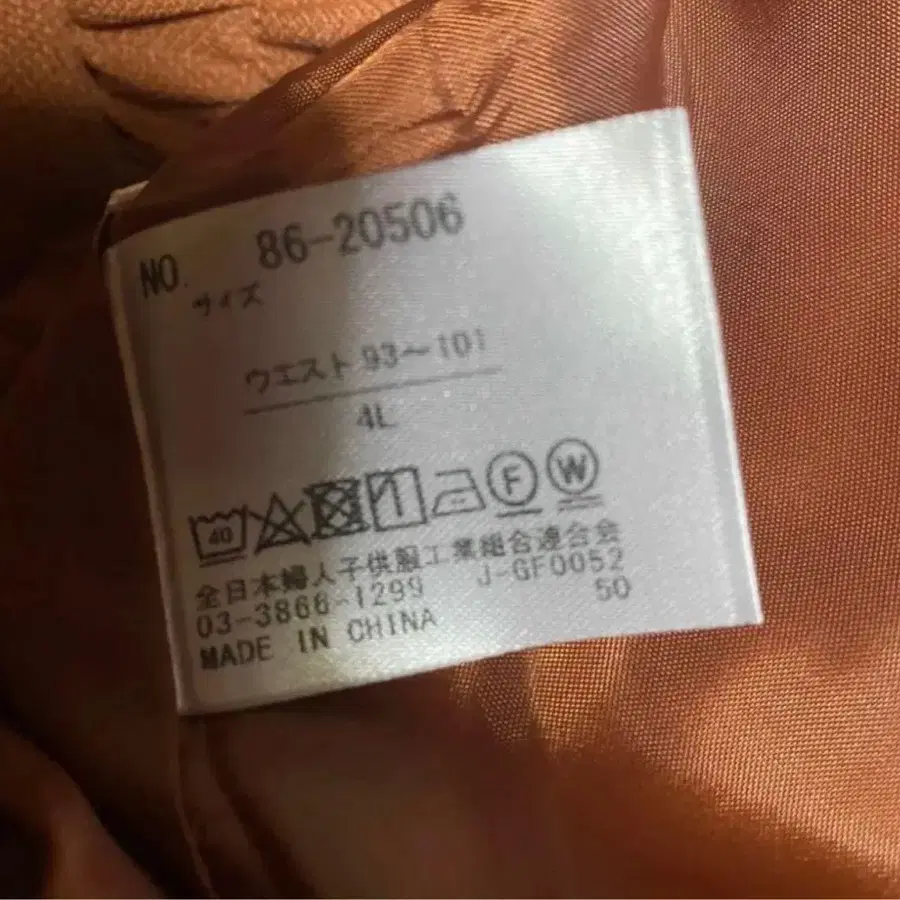 NO. 86-20506
サイズ
ウエスト 93～101
4L
40 F W
全日本婦人子供服工業組合連合会
03-3866-1299 J-GF0052
MADE IN CHINA 50